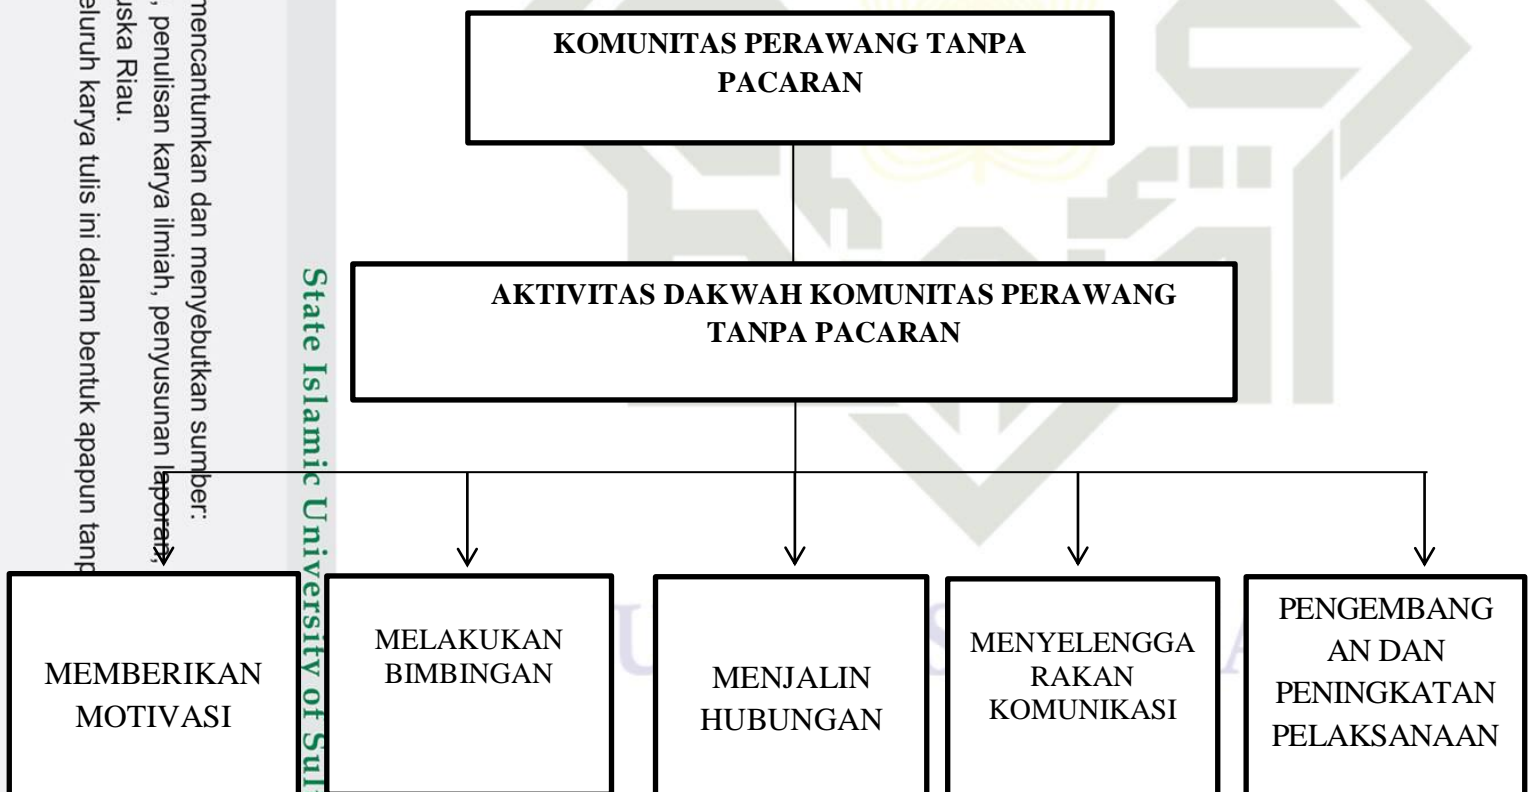 KOMUNITAS PERAWANG TANPA
PACARAN
AKTIVITAS DAKWAH KOMUNITAS PERAWANG
TANPA PACARAN
MEMBERIKAN
MOTIVASI
MELAKUKAN
BIMBINGAN
MENJALIN
HUBUNGAN
MENYELENGGA
RAKAN
KOMUNIKASI
PENGEMBANG
AN DAN
PENINGKATAN
PELAKSANAAN
State Islamic University of Sul
mencantumkan dan menyebutkan sumber:
, penulisan karya ilmiah, penyusunan laporan,
uska Riau.
eluruh karya tulis ini dalam bentuk apapun tanp